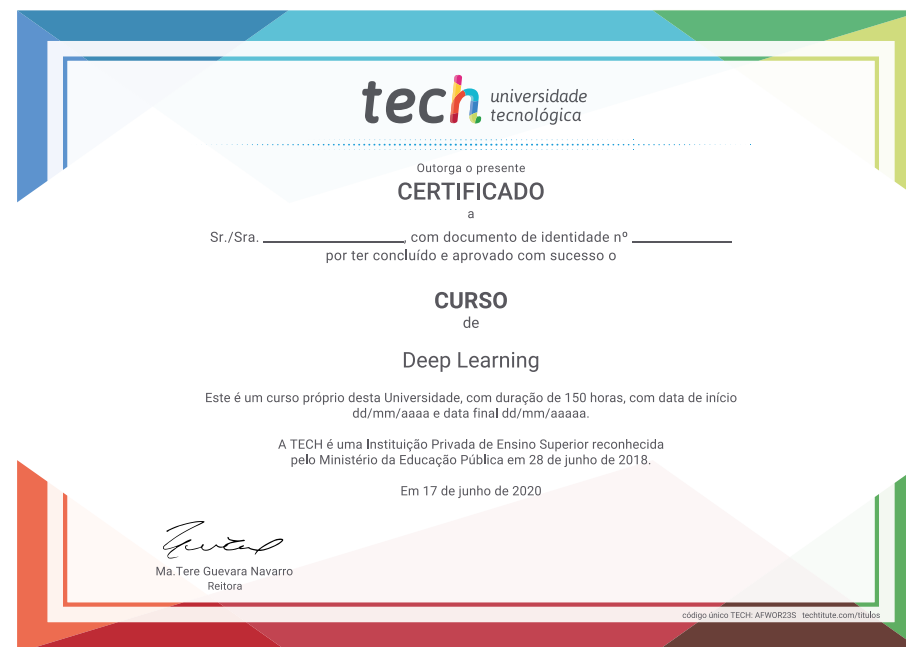 tech universidade
tecnológica
Outorga o presente
CERTIFICADO
a
Sr./Sra. ____________, com documento de identidade nº ____________
por ter concluído e aprovado com sucesso o
CURSO
de
Deep Learning
Este é um curso próprio desta Universidade, com duração de 150 horas, com data de início
dd/mm/aaaa e data final dd/mm/aaaaa.
A TECH é uma Instituição Privada de Ensino Superior reconhecida
pelo Ministério da Educação Pública em 28 de junho de 2018.
Em 17 de junho de 2020
Ma.Tere Guevara Navarro
Reitora
código único TECH: AFWOR23S techtitute.com/titulos